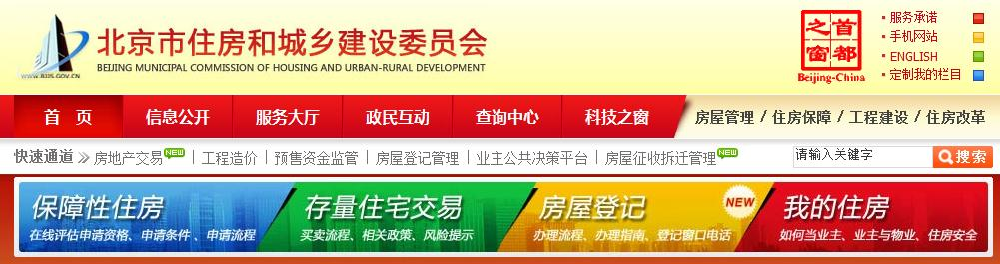 北京市住房和城乡建设委员会
BEIJING MUNICIPAL COMMISSION OF HOUSING AND URBAN-RURAL DEVELOPMENT
WWW.BJJS.GOV.CN
首都之窗
Beijing-China
服务承诺
手机网站
ENGLISH
定制我的栏目
首 页 信息公开 服务大厅 政民互动 查询中心 科技之窗 房屋管理 / 住房保障 / 工程建设 / 住房改革
快速通道 房地产交易 NEW | 工程造价 | 预售资金监管 | 房屋登记管理 | 业主公共决策平台 | 房屋征收拆迁管理 NEW 请输入关键字 搜索
保障性住房 存量住宅交易 房屋登记 NEW 我的住房
在线评估申请资格、申请条件 、申请流程 买卖流程、相关政策、风险提示 办理流程、办理指南、登记窗口电话 如何当业主、业主与物业、住房安全